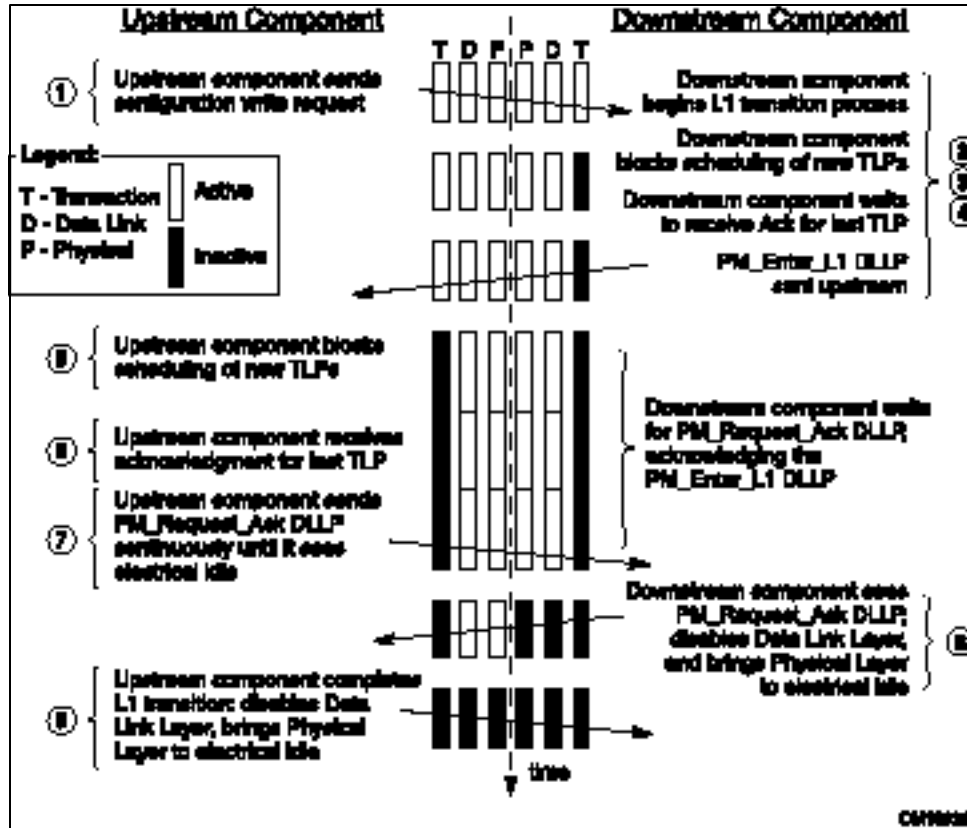 Upstream Component
Downstream Component
T D P P D T
1
Upstream component sends
configuration write request
Downstream component
begins L1 transition process
Legend:
T - Transaction
D - Data Link
P - Physical
Active
Inactive
Downstream component
blocks scheduling of new TLPs
Downstream component waits
to receive Ack for last TLP
2
3
4
PM_Enter_L1 DLLP
sent upstream
5
Upstream component blocks
scheduling of new TLPs
6
Upstream component receives
acknowledgment for last TLP
Downstream component waits
for PM_Request_Ack DLLP,
acknowledging the
PM_Enter_L1 DLLP
7
Upstream component sends
PM_Request_Ack DLLP
continuously until it sees
electrical idle
Downstream component sees
PM_Request_Ack DLLP,
disables Data Link Layer,
and brings Physical Layer
to electrical idle
Upstream component completes
L1 transition: disables Data
Link Layer, brings Physical
Layer to electrical idle
time